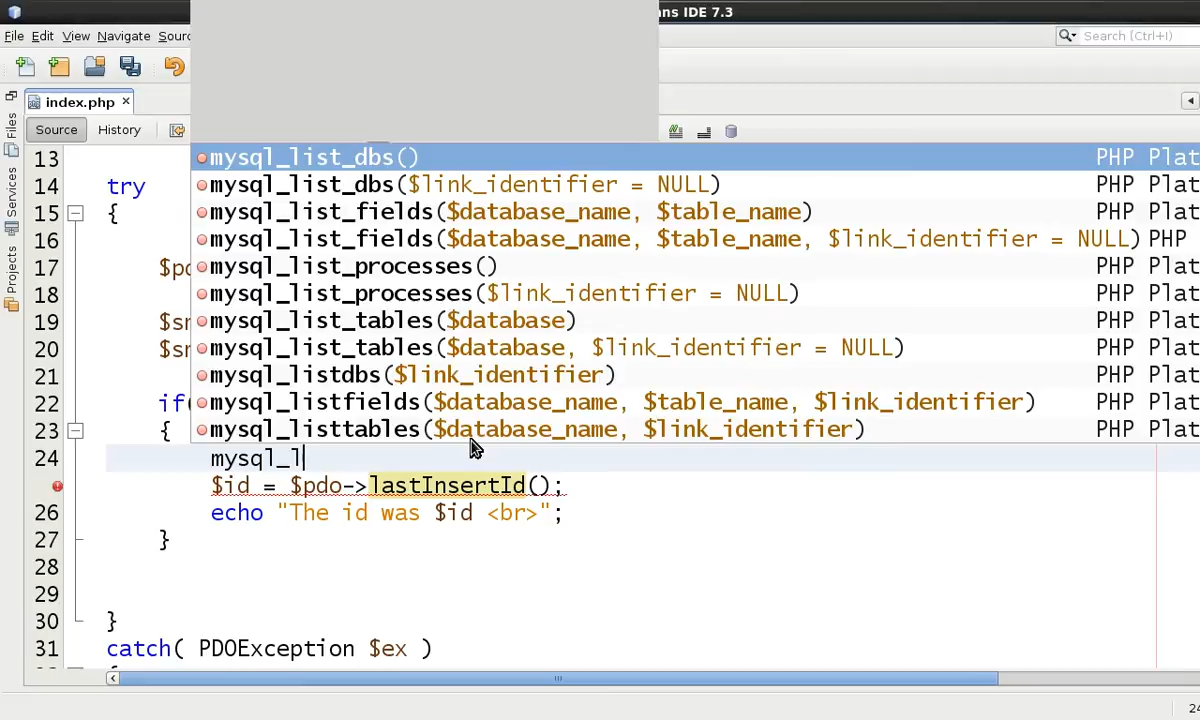 ns IDE 7.3
File Edit View Navigate Sourc
Search (Ctrl+I)
index.php
Source History
Files
Services
Projects
mysql_list_dbs() PHP Plat
mysql_list_dbs($link_identifier = NULL) PHP Plat
mysql_list_fields($database_name, $table_name) PHP Plat
mysql_list_fields($database_name, $table_name, $link_identifier = NULL) PHP
mysql_list_processes() PHP Plat
mysql_list_processes($link_identifier = NULL) PHP Plat
mysql_list_tables($database) PHP Plat
mysql_list_tables($database, $link_identifier = NULL) PHP Plat
mysql_listdbs($link_identifier) PHP Plat
mysql_listfields($database_name, $table_name, $link_identifier) PHP Plat
mysql_listtables($database_name, $link_identifier) PHP Plat
13
14 try
15 {
16
17 $p
18
19 $s
20 $s
21
22 if
23 {
24 mysql_l
$id = $pdo->lastInsertId();
26 echo "The id was $id <br>";
27 }
28
29
30 }
31 catch( PDOException $ex )
24